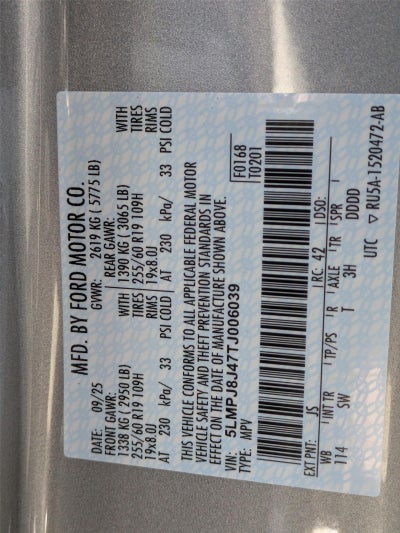 MFD. BY FORD MOTOR CO.
DATE: 09/25 GVWR: 2619 KG ( 5775 LB)
FRONT GAWR: REAR GAWR: WITH
1338 KG ( 2950 LB) WITH 1390 KG ( 3065 LB) TIRES
255/60 R19 109H TIRES 255/60 R19 109H RIMS
19x8.0J RIMS 19x8.0J
AT 230 kPa/ 33 PSI COLD AT 230 kPa/ 33 PSI COLD
THIS VEHICLE CONFORMS TO ALL APPLICABLE FEDERAL MOTOR
VEHICLE SAFETY AND THEFT PREVENTION STANDARDS IN
EFFECT ON THE DATE OF MANUFACTURE SHOWN ABOVE.
F0168
T0201
VIN: 5LMPJ8J47TJ006039
TYPE: MPV
EXT PNT: JS RC: 42 DSO:
WB INT TR TP/PS R AXLE TR SPR
114 SW T 3H DDDD
UTC ▽ RU5A-1520472-AB